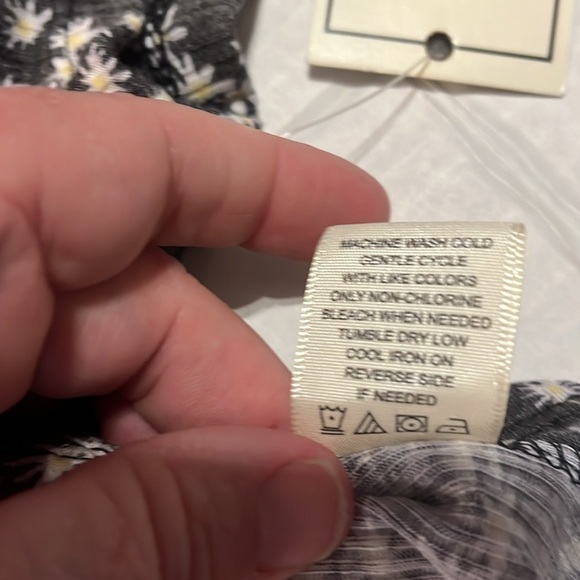 MACHINE WASH COLD
GENTLE CYCLE
WITH LIKE COLORS
ONLY NON-CHLORINE
BLEACH WHEN NEEDED
TUMBLE DRY LOW
COOL IRON ON
REVERSE SIDE
IF NEEDED